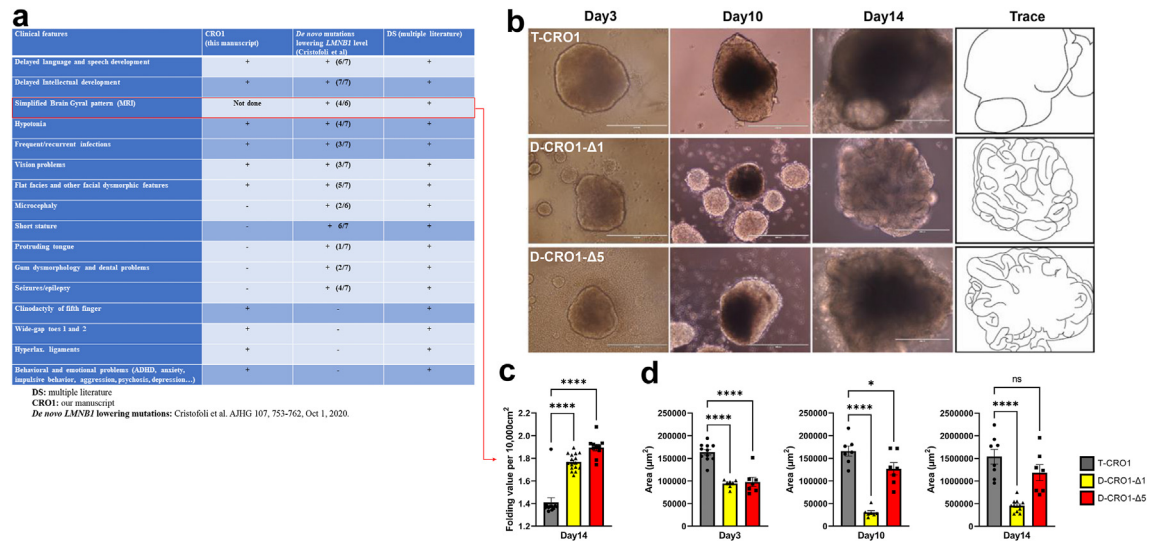 a
Clinical features CRO1 (this manuscript) De novo mutations lowering LMNB1 level (Cristofoli et al) DS (multiple literature)
Delayed language and speech development + + (6/7) +
Delayed Intellectual development + + (7/7) +
Simplified Brain Gyral pattern (MRI) Not done + (4/6) +
Hypotonia + + (4/7) +
Frequent/recurrent infections + + (3/7) +
Vision problems + + (3/7) +
Flat facies and other facial dysmorphic features + + (5/7) +
Microcephaly - + (2/6) +
Short stature - + 6/7 +
Protruding tongue - + (1/7) +
Gum dysmorphology and dental problems - + (2/7) +
Seizures/epilepsy - + (4/7) +
Clinodactyly of fifth finger + - +
Wide-gap toes 1 and 2 + - +
Hyperlax. ligaments + - +
Behavioral and emotional problems (ADHD, anxiety, impulsive behavior, aggression, psychosis, depression...) + - +
DS: multiple literature
CRO1: our manuscript
De novo LMNB1 lowering mutations: Cristofoli et al. AJHG 107, 753-762, Oct 1, 2020.
b
Day3 Day10 Day14 Trace
T-CRO1
D-CRO1-Δ1
D-CRO1-Δ5
c
Folding value per 10,000cm2
2.2
2.0
1.8
1.6
1.4
1.2
****
****
Day14
d
Area (µm2)
250000
200000
150000
100000
50000
0
****
****
Day3
Area (µm2)
250000
200000
150000
100000
50000
0
*
****
Day10
Area (µm2)
2500000
2000000
1500000
1000000
500000
0
ns
****
Day14
T-CRO1
D-CRO1-Δ1
D-CRO1-Δ5